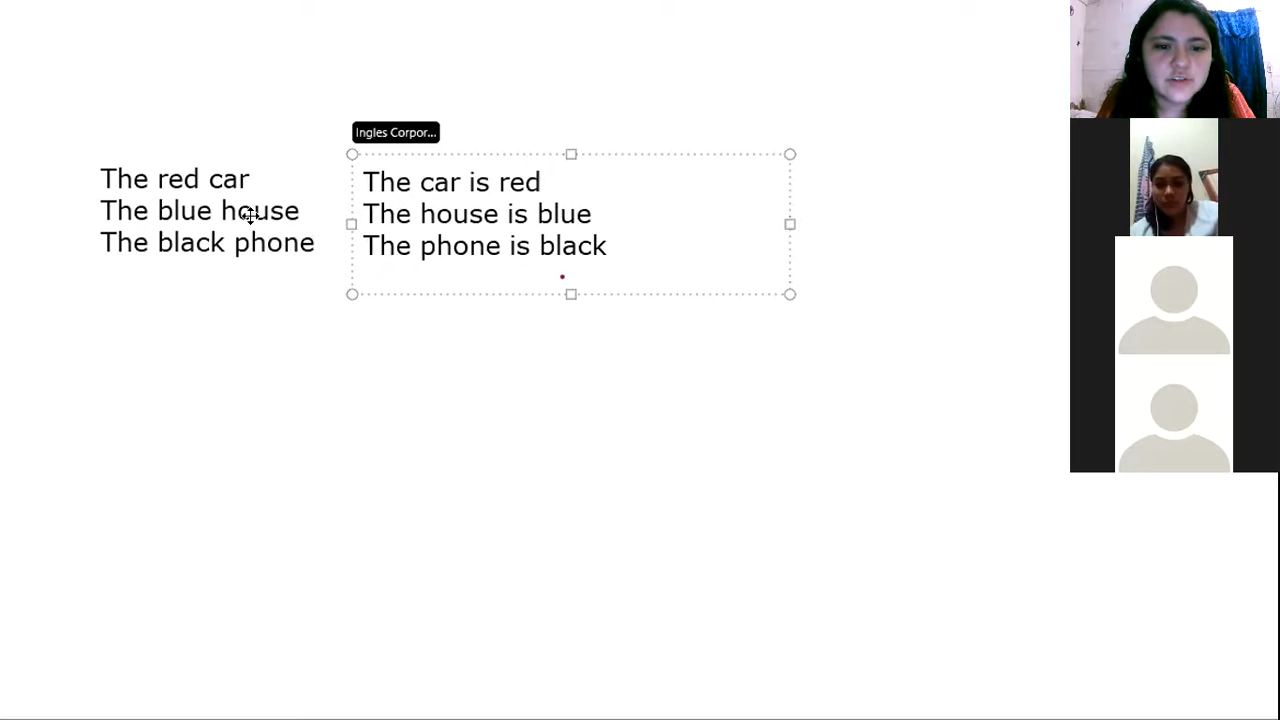 Ingles Corpor...
The red car
The blue house
The black phone
The car is red
The house is blue
The phone is black